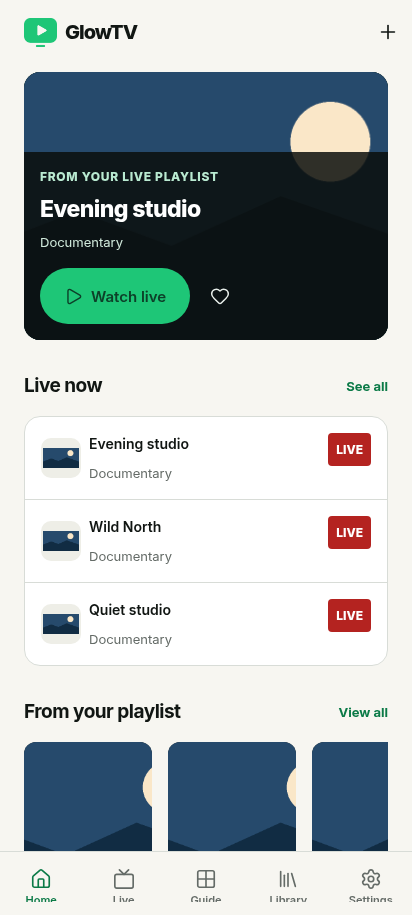 GlowTV
FROM YOUR LIVE PLAYLIST
Evening studio
Documentary
Watch live
Live now
See all
Evening studio
LIVE
Documentary
Wild North
LIVE
Documentary
Quiet studio
LIVE
Documentary
From your playlist
View all
Home
Live
Guide
Library
Settings